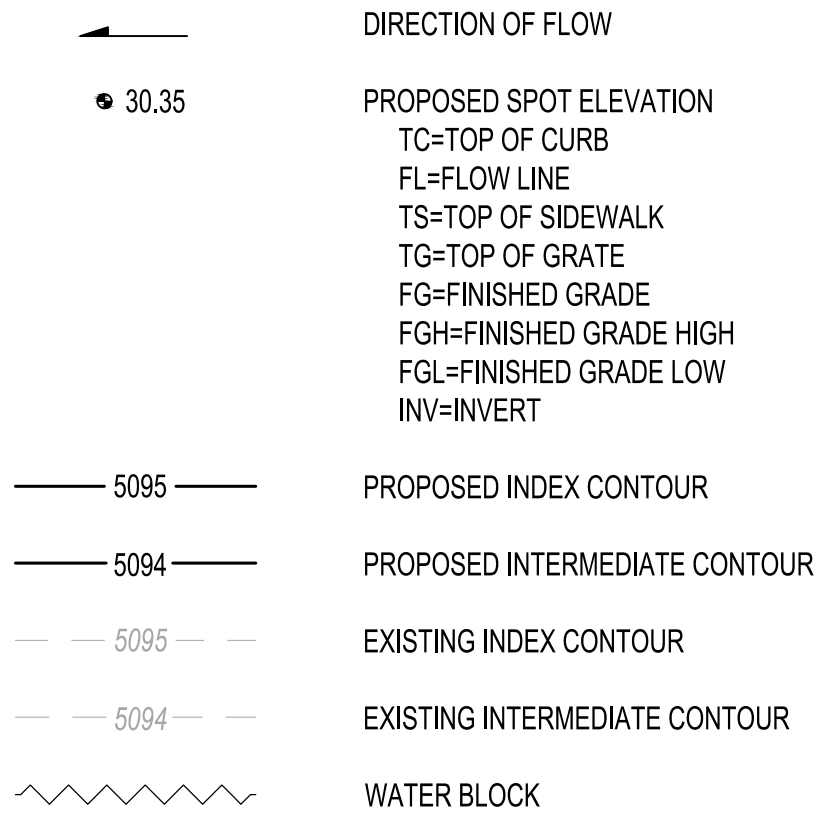 DIRECTION OF FLOW
30.35 PROPOSED SPOT ELEVATION
TC=TOP OF CURB
FL=FLOW LINE
TS=TOP OF SIDEWALK
TG=TOP OF GRATE
FG=FINISHED GRADE
FGH=FINISHED GRADE HIGH
FGL=FINISHED GRADE LOW
INV=INVERT
5095 PROPOSED INDEX CONTOUR
5094 PROPOSED INTERMEDIATE CONTOUR
5095 EXISTING INDEX CONTOUR
5094 EXISTING INTERMEDIATE CONTOUR
WATER BLOCK